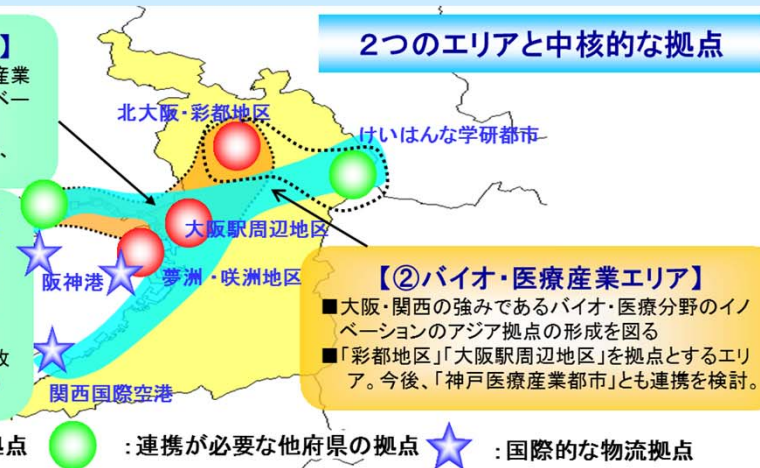 ２つのエリアと中核的な拠点
】
産業
ベー
、
北大阪・彩都地区
けいはんな学研都市
大阪駅周辺地区
阪神港
夢洲・咲洲地区
関西国際空港
【②バイオ・医療産業エリア】
■大阪・関西の強みであるバイオ・医療分野のイノ
ベーションのアジア拠点の形成を図る
■「彩都地区」「大阪駅周辺地区」を拠点とするエリ
ア。今後、「神戸医療産業都市」とも連携を検討。
点
：連携が必要な他府県の拠点
：国際的な物流拠点